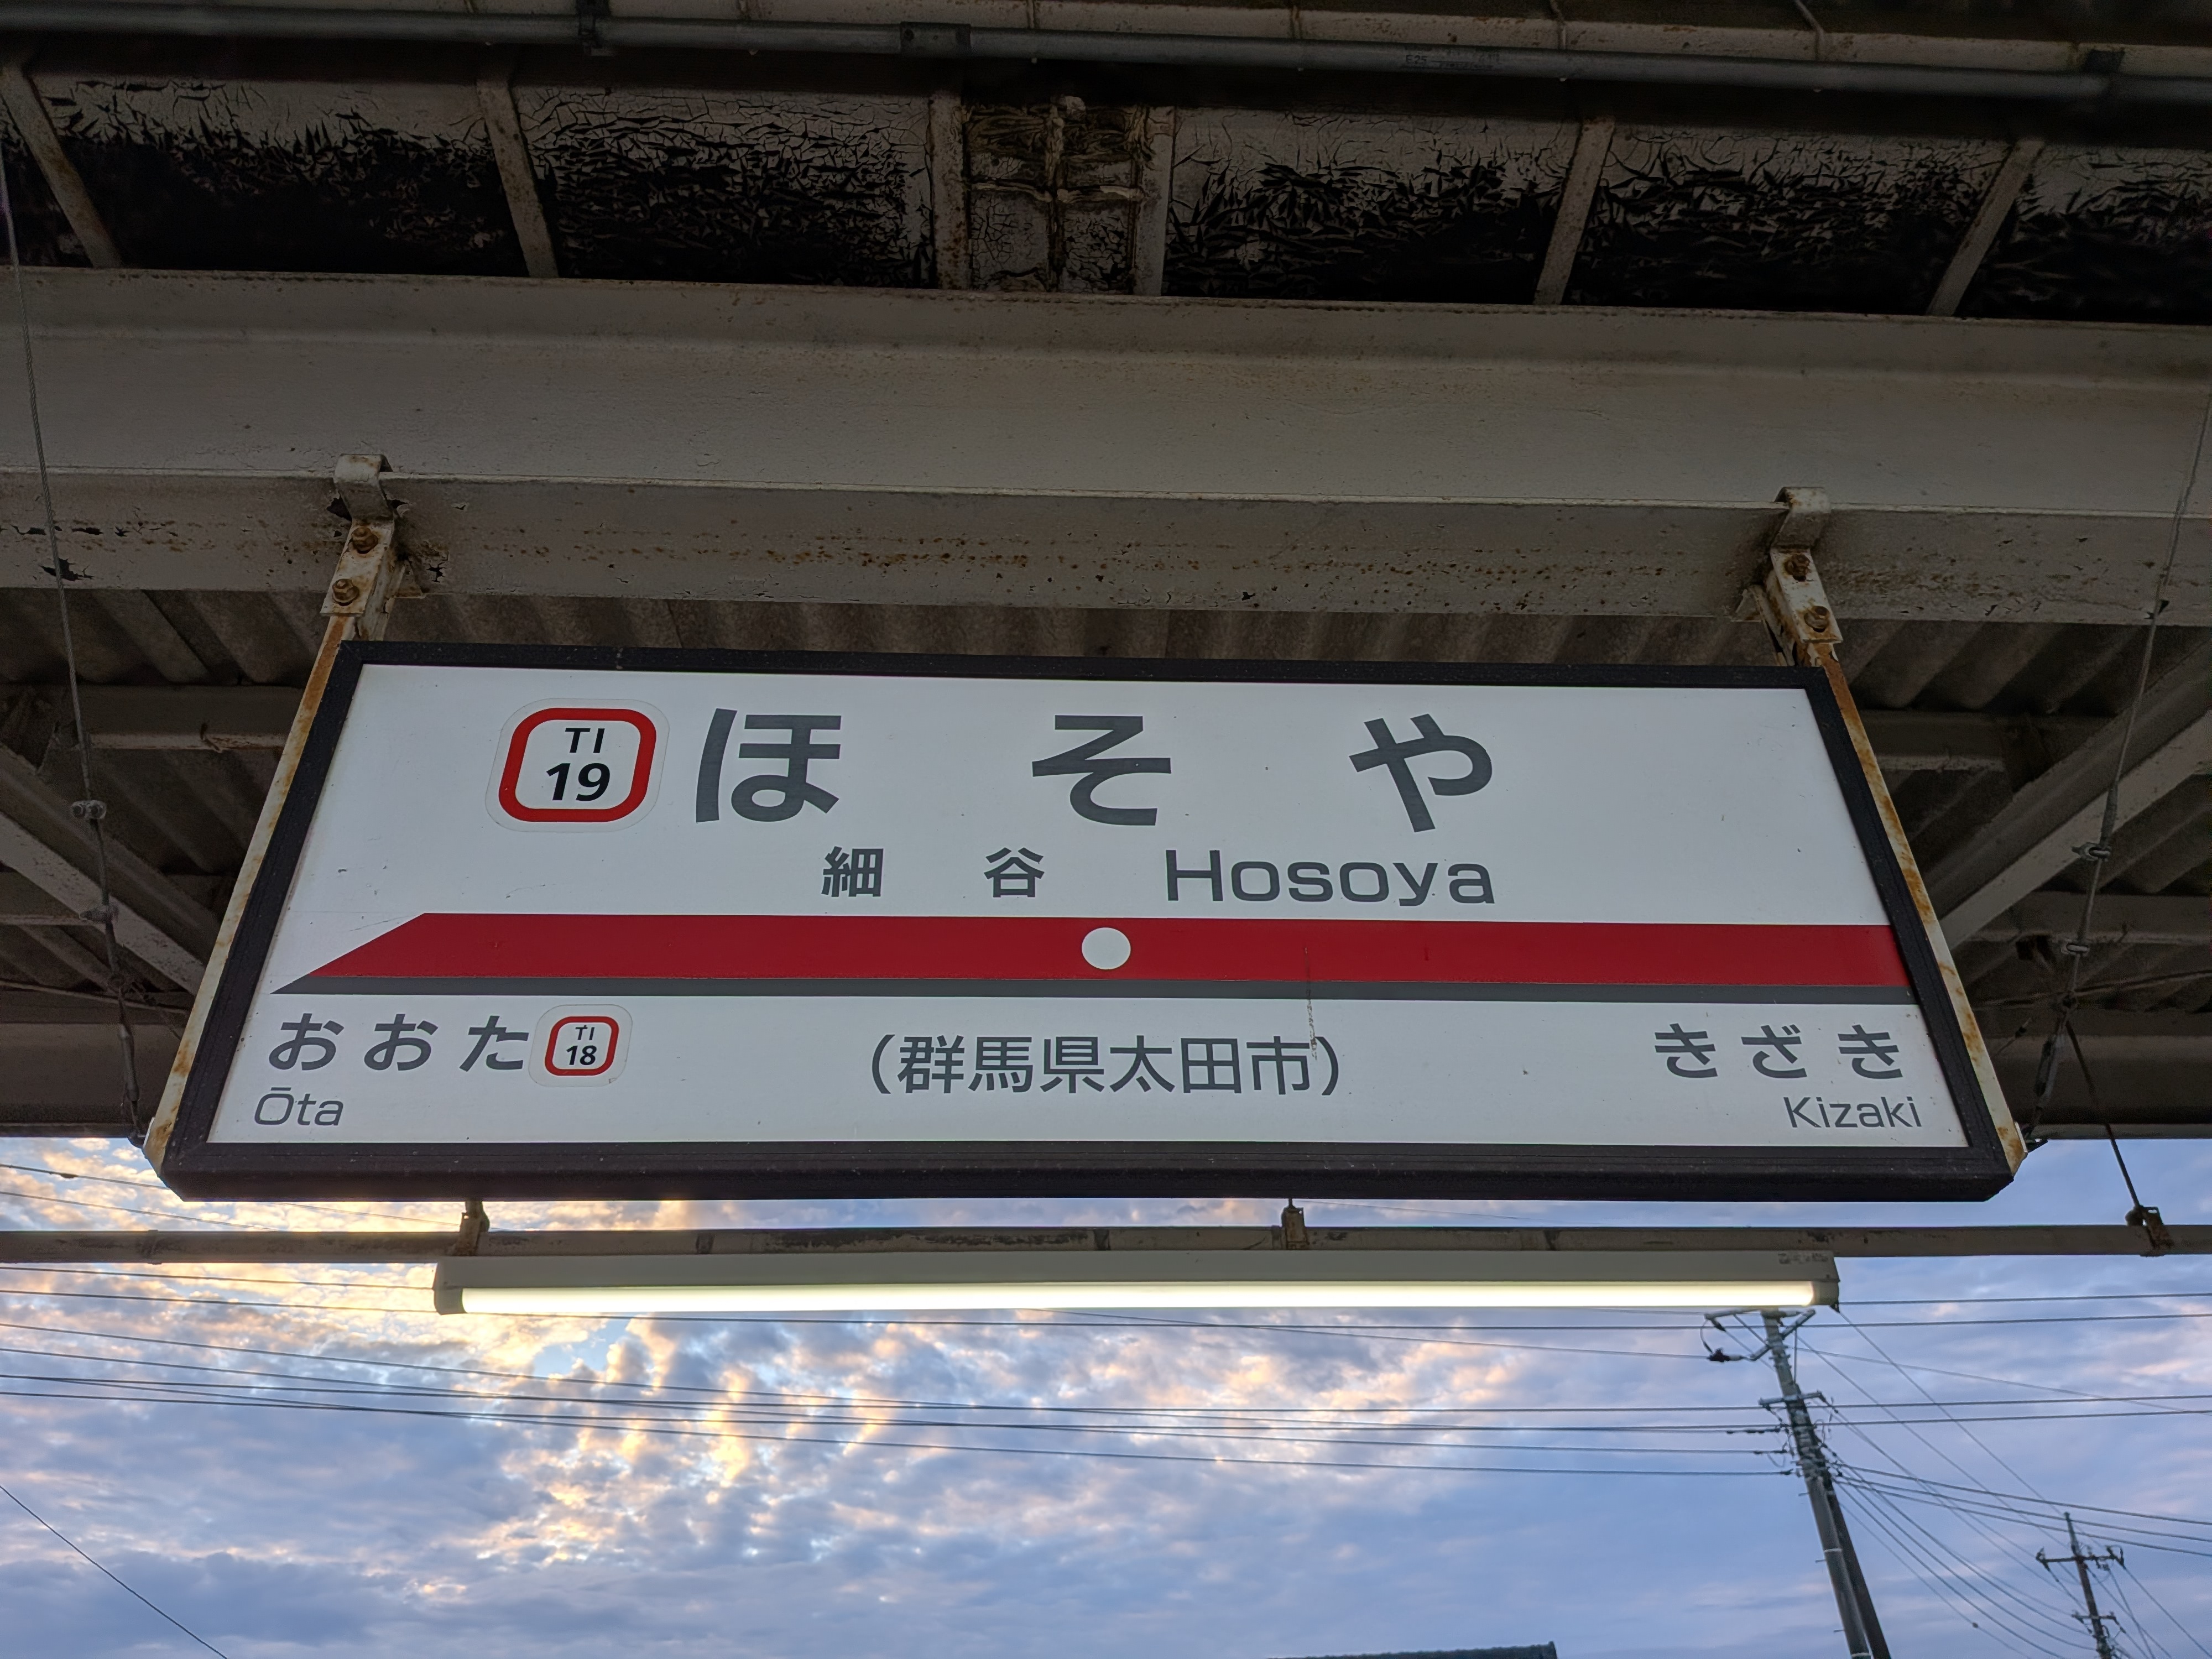 TI
19
ほそや
細谷 Hosoya
おおた TI 18
Ōta
(群馬県太田市)
きざき
Kizaki